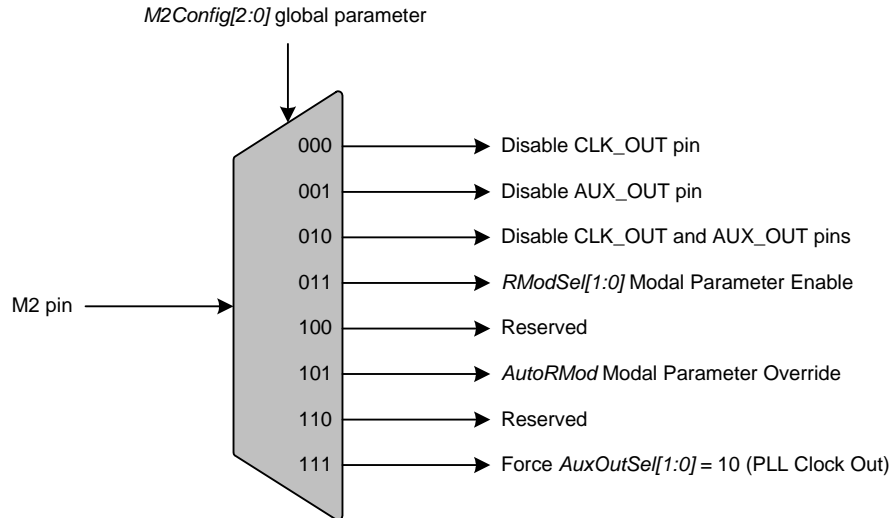 M2Config[2:0] global parameter
000 Disable CLK_OUT pin
001 Disable AUX_OUT pin
010 Disable CLK_OUT and AUX_OUT pins
011 RModSel[1:0] Modal Parameter Enable
M2 pin
100 Reserved
101 AutoRMod Modal Parameter Override
110 Reserved
111 Force AuxOutSel[1:0] = 10 (PLL Clock Out)